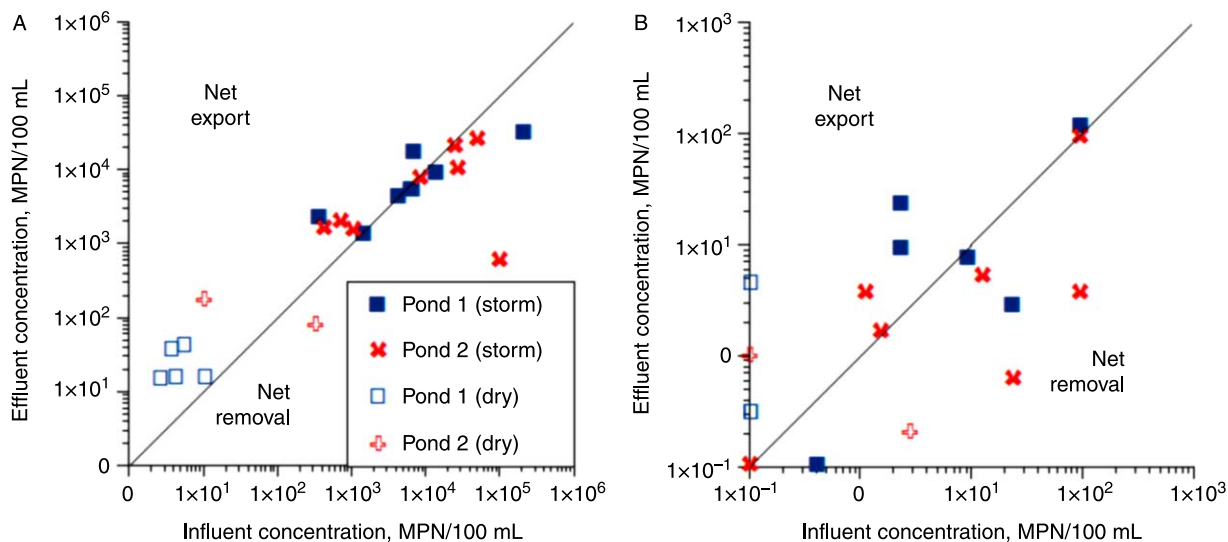 A
Effluent concentration, MPN/100 mL
1×10⁶
1×10⁵
1×10⁴
1×10³
1×10²
1×10¹
0
Net
export
Net
removal
Pond 1 (storm)
Pond 2 (storm)
Pond 1 (dry)
Pond 2 (dry)
0 1×10¹ 1×10² 1×10³ 1×10⁴ 1×10⁵ 1×10⁶
Influent concentration, MPN/100 mL
B
Effluent concentration, MPN/100 mL
1×10³
1×10²
1×10¹
0
1×10⁻¹
Net
export
Net
removal
1×10⁻¹ 0 1×10¹ 1×10² 1×10³
Influent concentration, MPN/100 mL